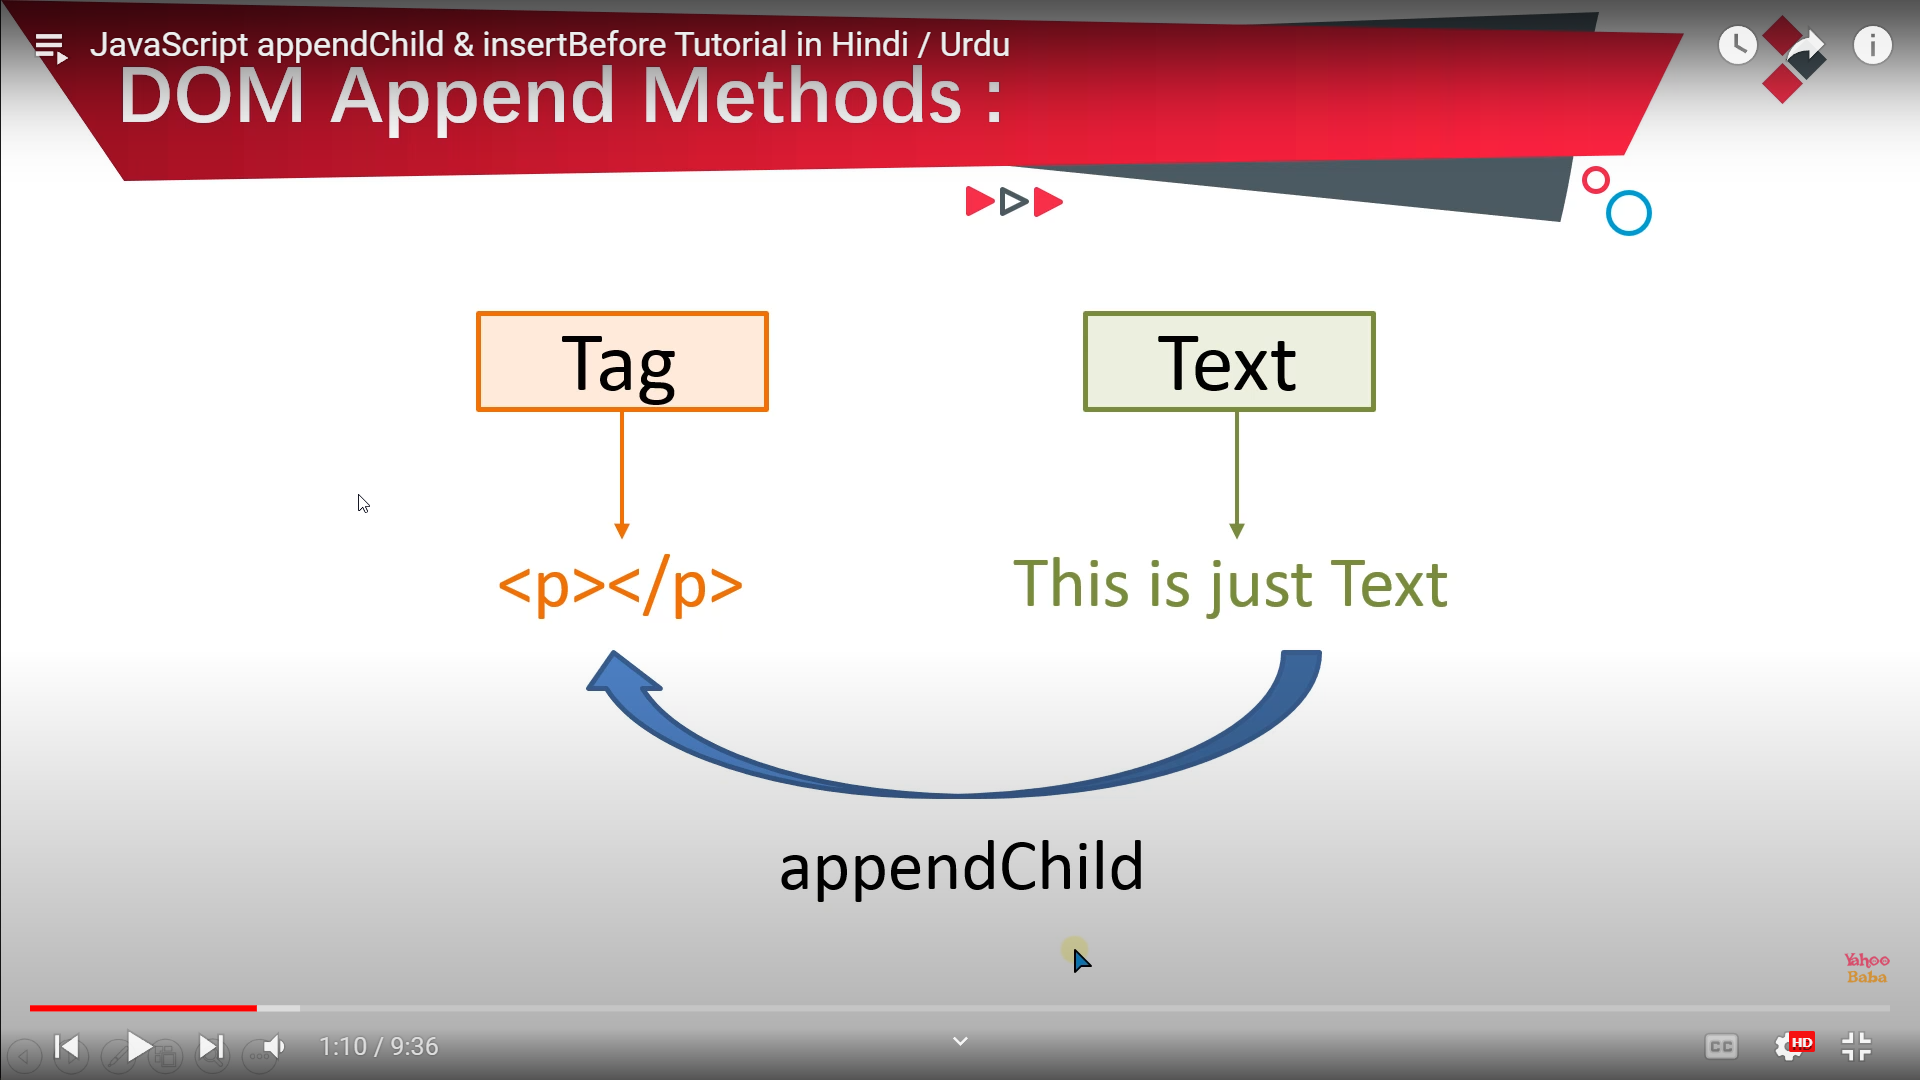 JavaScript appendChild & insertBefore Tutorial in Hindi / Urdu
DOM Append Methods :
Tag
Text
<p></p>
This is just Text
appendChild
Yahoo
Baba
1:10 / 9:36
CC
HD